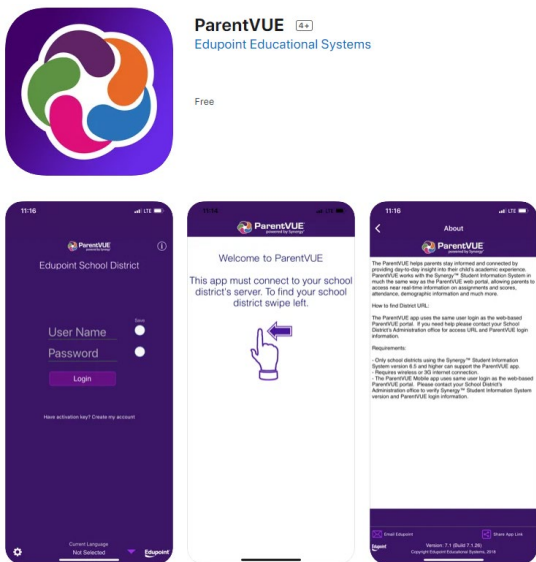 ParentVUE 4+
Edupoint Educational Systems
Free
11:16 LTE
ParentVUE
powered by Synergy
Edupoint School District
Save
User Name
Password
Login
Have activation key? Create my account
Current Language
Not Selected
Edupoint
11:14 LTE
ParentVUE
powered by Synergy
Welcome to ParentVUE
This app must connect to your school
district's server. To find your school
district swipe left.
11:16 LTE
About
ParentVUE
powered by Synergy
The ParentVUE helps parents stay informed and connected by
providing day-to-day insight into their child's academic experience.
ParentVUE works with the Synergy™ Student Information System in
much the same way as the ParentVUE web portal, allowing parents to
access near real-time information on assignments and scores,
attendance, demographic information and much more.
How to find District URL:
The ParentVUE app uses the same user login as the web-based
ParentVUE portal. If you need help please contact your School
District's Administration office for access URL and ParentVUE login
information.
Requirements:
- Only school districts using the Synergy™ Student Information
System version 6.5 and higher can support the ParentVUE app.
- Requires wireless or 3G Internet connection.
- The ParentVUE Mobile app uses same user login as the web-based
ParentVUE portal. Please contact your School District's
Administration office to verify Synergy™ Student Information System
version and ParentVUE login information.
Email Edupoint
Share App Link
Edupoint
Version: 7.1 (Build 7.1.26)
Copyright Edupoint Educational Systems, 2018